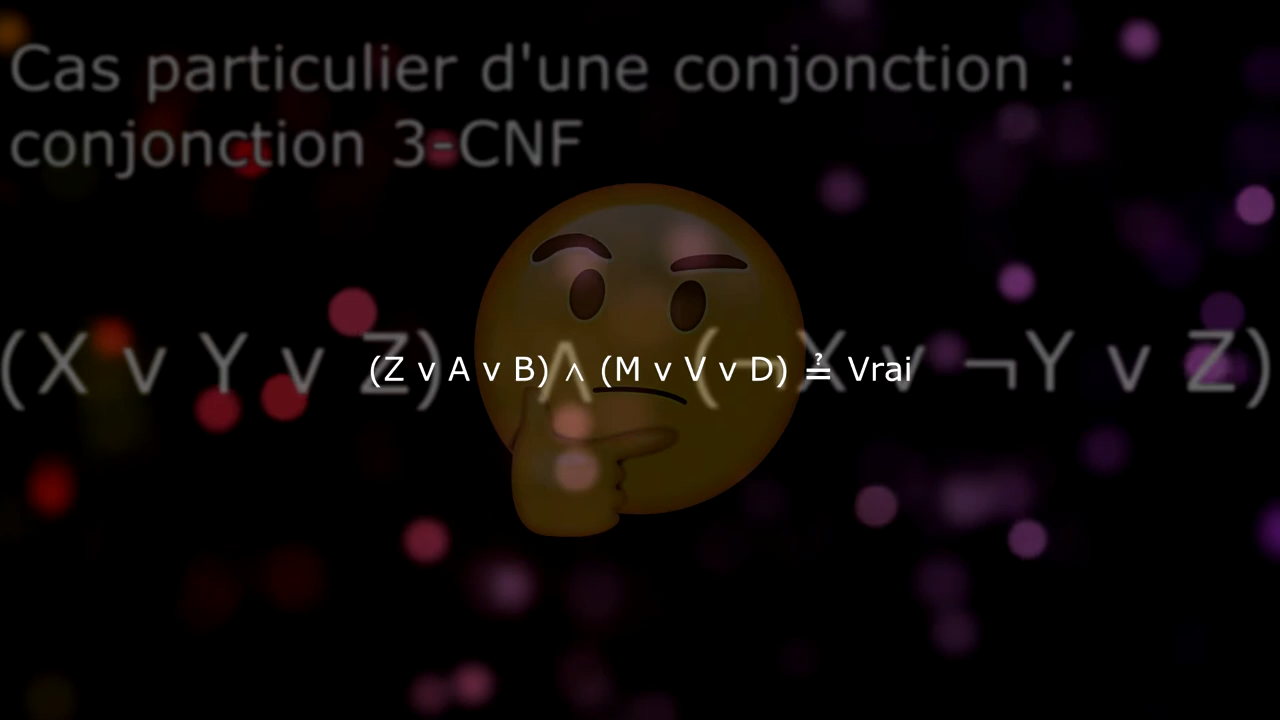 Cas particulier d'une conjonction :
conjonction 3-CNF
(X v Y v Z) ∧ (¬X v ¬Y v Z)
(Z v A v B) ∧ (M v V v D) ≟ Vrai